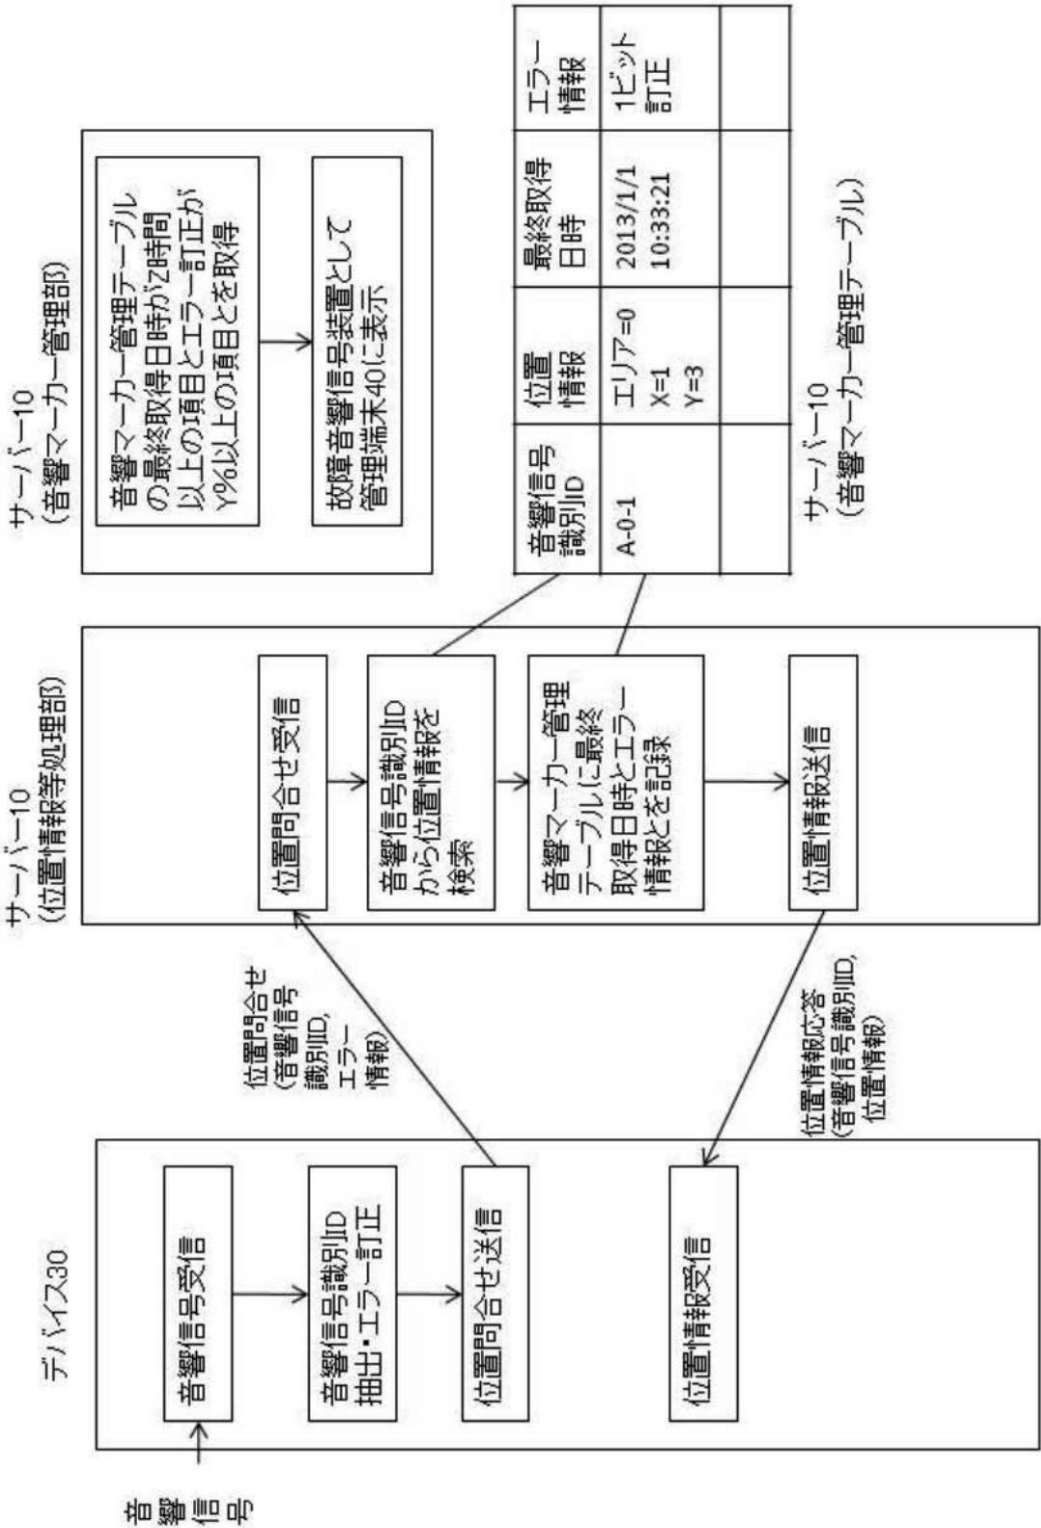 デバイス30
音響信号
音響信号受信
音響信号識別ID
抽出・エラー訂正
位置問合せ送信
位置情報受信
位置問合せ
(音響信号
識別ID,
エラー
情報)
位置情報応答
(音響信号識別ID,
位置情報)
サーバー10
(位置情報等処理部)
位置問合せ受信
音響信号識別ID
から位置情報を
検索
音響マーカー管理
テーブルに最終
取得日時とエラー
情報とを記録
位置情報送信
サーバー10
(音響マーカー管理部)
音響マーカー管理テーブル
の最終取得日時がZ時間
以上の項目とエラー訂正が
Y%以上の項目とを取得
故障音響信号装置として
管理端末40に表示
音響信号
識別ID
位置
情報
最終取得
日時
エラー
情報
A-0-1
エリア=0
X=1
Y=3
2013/1/1
10:33:21
1ビット
訂正
サーバー10
(音響マーカー管理テーブル)